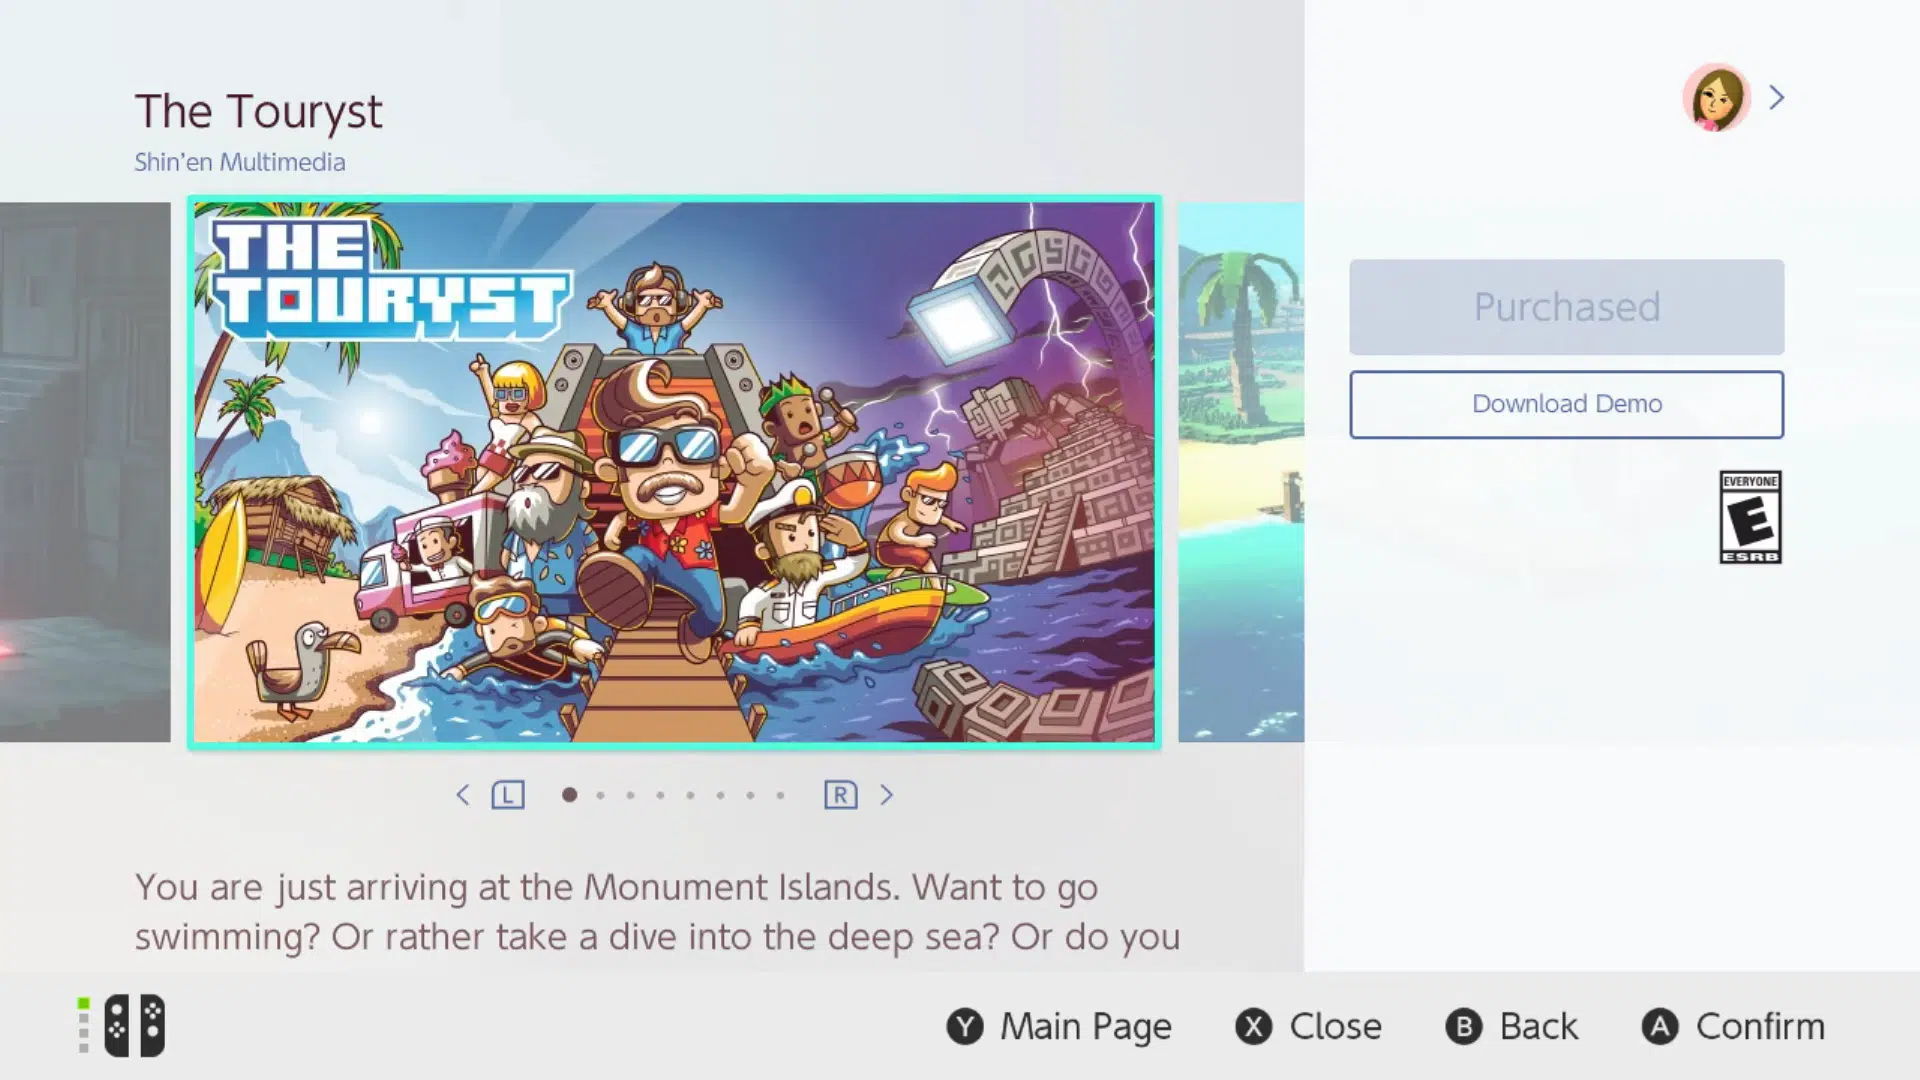 The Touryst
Shin'en Multimedia
THE
TOURYST
Purchased
Download Demo
EVERYONE
E
ESRB
L
R
You are just arriving at the Monument Islands. Want to go
swimming? Or rather take a dive into the deep sea? Or do you
Y Main Page X Close B Back A Confirm